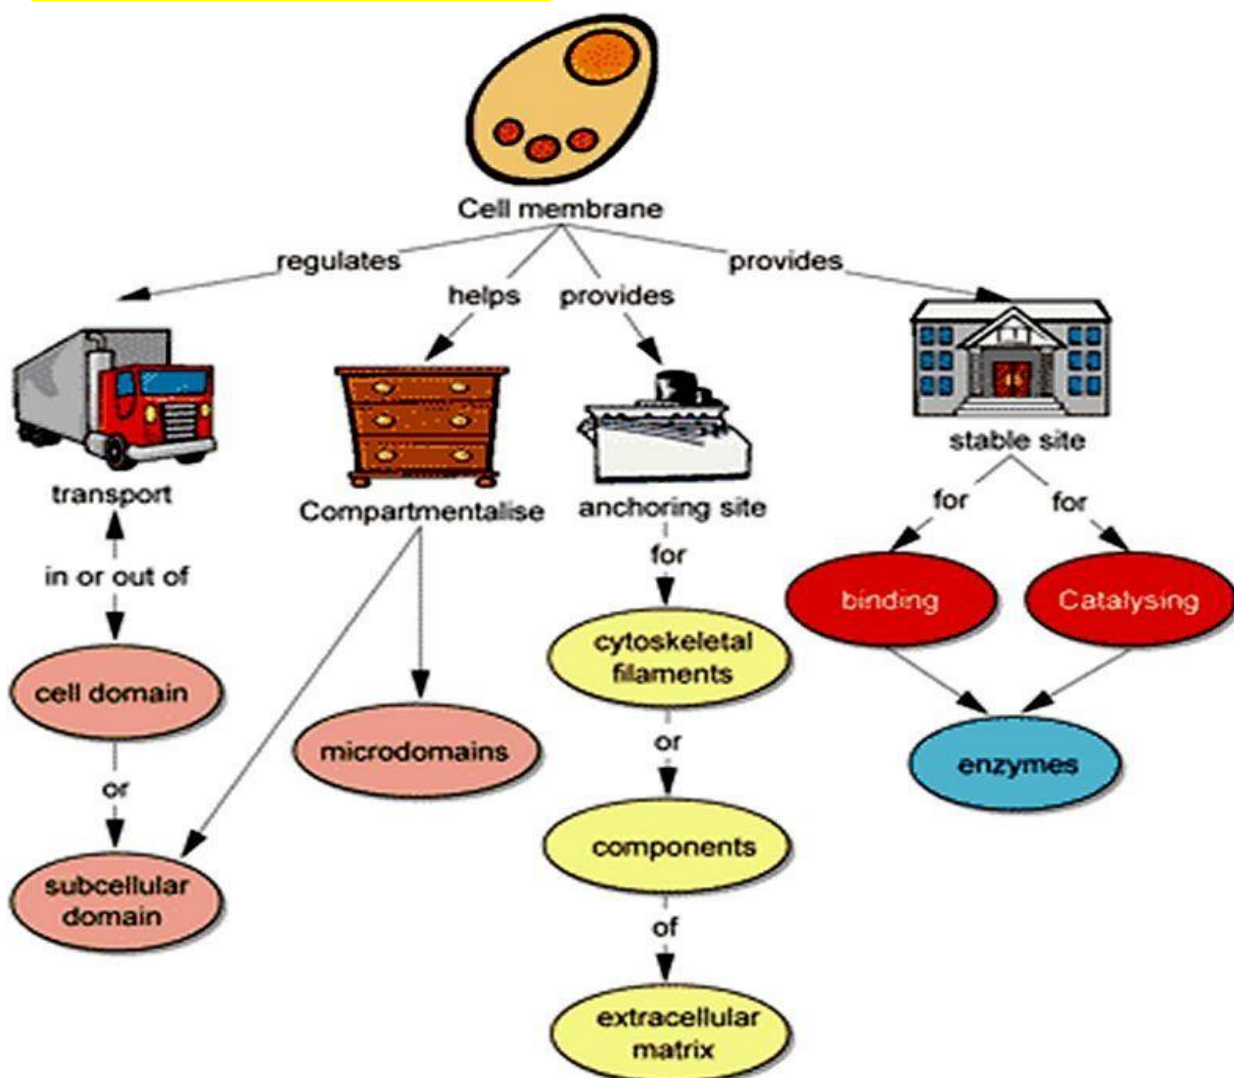 Cell membrane
regulates
provides
helps
provides
transport
Compartmentalise
anchoring site
stable site
for
for
for
in or out of
binding
Catalysing
cytoskeletal
filaments
cell domain
microdomains
or
enzymes
or
components
subcellular
domain
of
extracellular
matrix